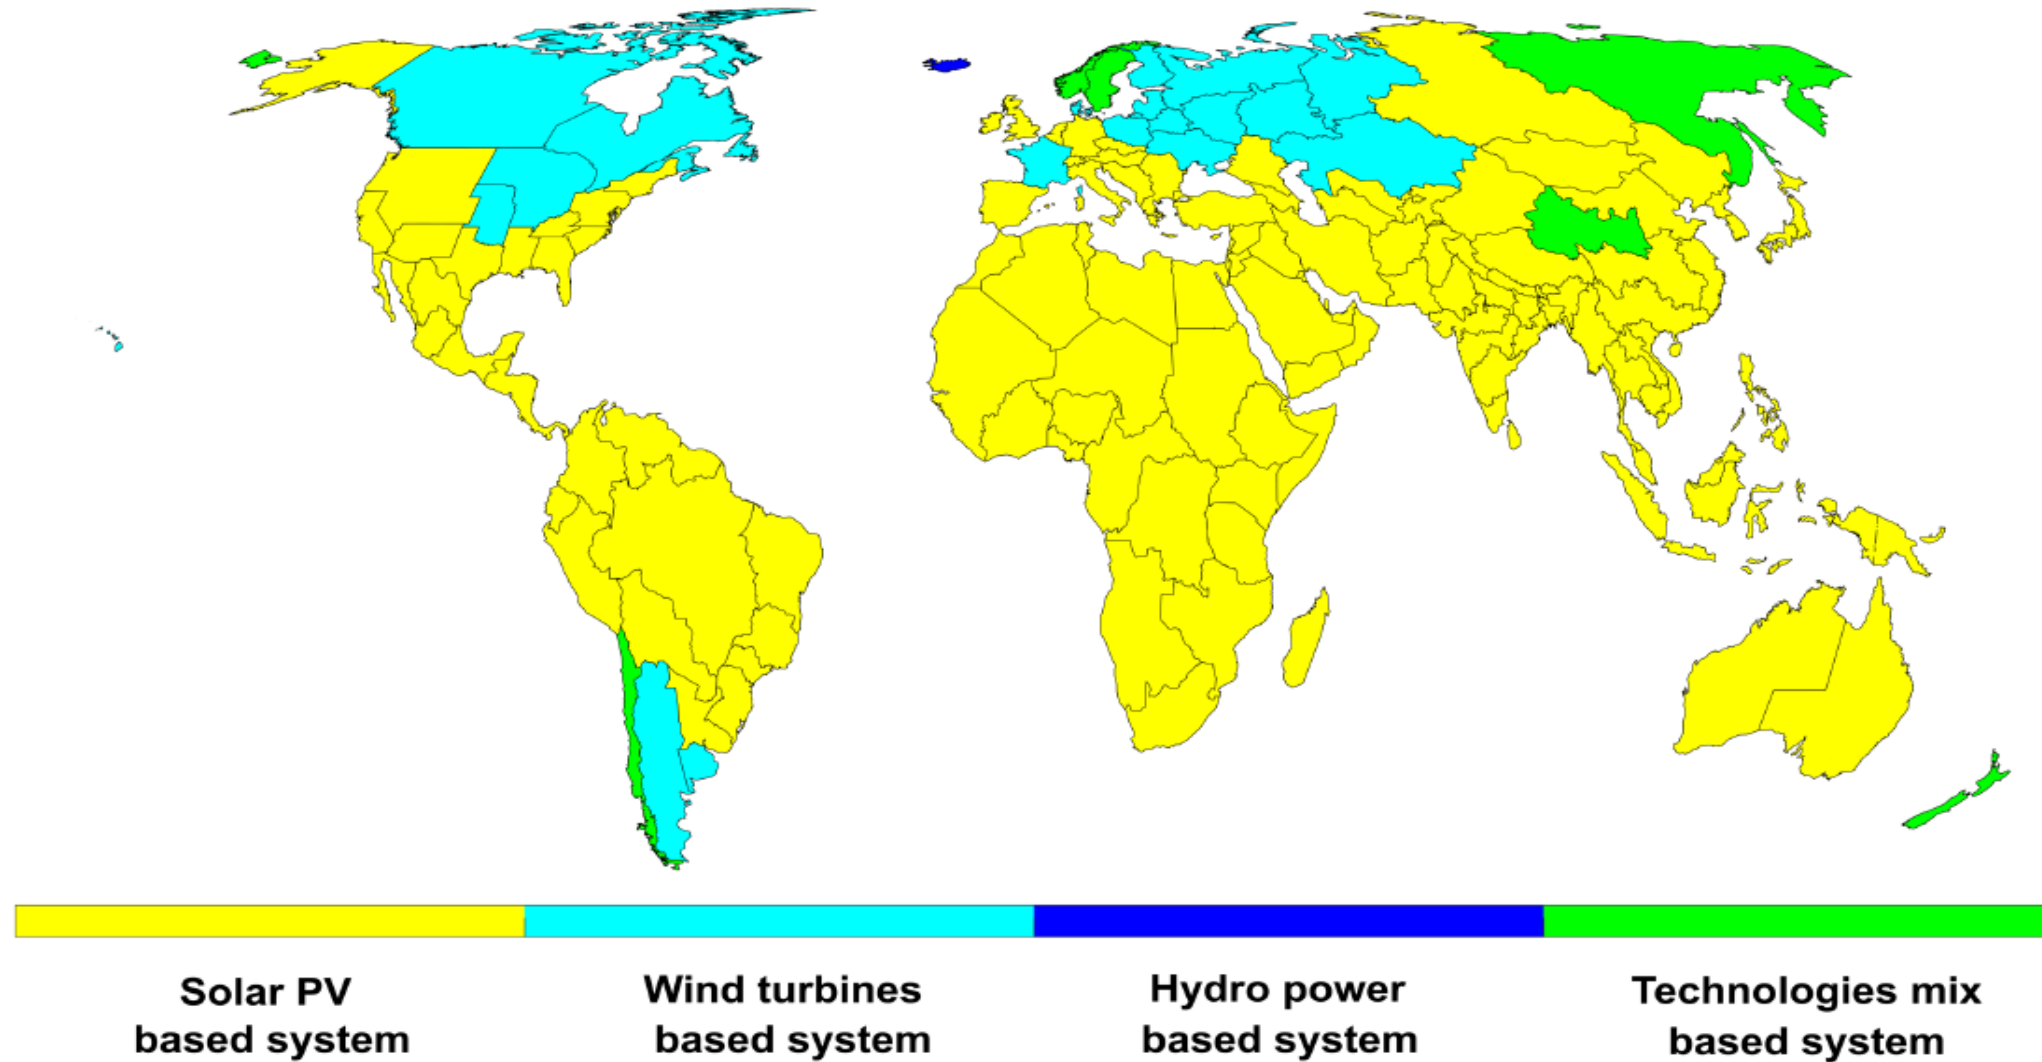 Solar PV
based system
Wind turbines
based system
Hydro power
based system
Technologies mix
based system